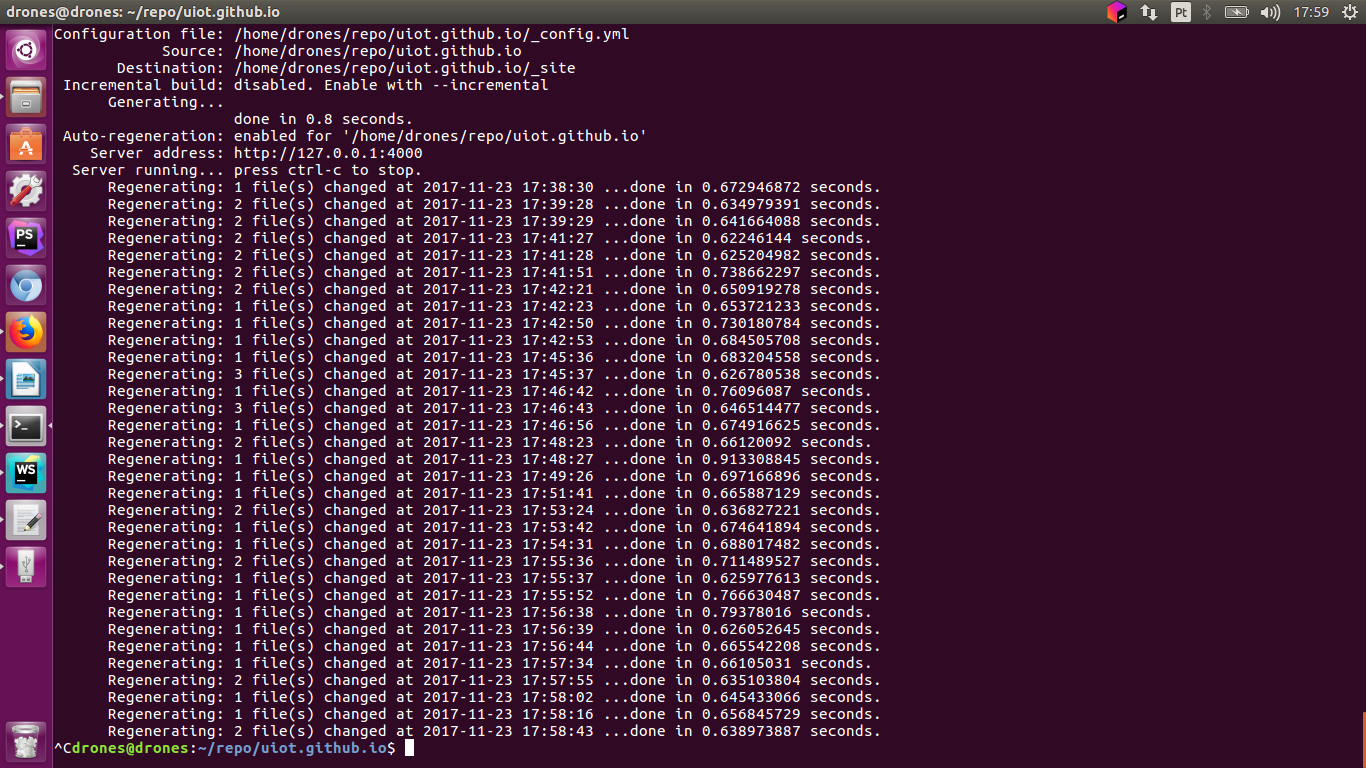 drones@drones: ~/repo/uiot.github.io
Pt
17:59
Configuration file: /home/drones/repo/uiot.github.io/_config.yml
Source: /home/drones/repo/uiot.github.io
Destination: /home/drones/repo/uiot.github.io/_site
Incremental build: disabled. Enable with --incremental
Generating...
done in 0.8 seconds.
Auto-regeneration: enabled for '/home/drones/repo/uiot.github.io'
Server address: http://127.0.0.1:4000
Server running... press ctrl-c to stop.
Regenerating: 1 file(s) changed at 2017-11-23 17:38:30 ...done in 0.672946872 seconds.
Regenerating: 2 file(s) changed at 2017-11-23 17:39:28 ...done in 0.634979391 seconds.
Regenerating: 2 file(s) changed at 2017-11-23 17:39:29 ...done in 0.641664088 seconds.
Regenerating: 2 file(s) changed at 2017-11-23 17:41:27 ...done in 0.62246144 seconds.
Regenerating: 2 file(s) changed at 2017-11-23 17:41:28 ...done in 0.625204982 seconds.
Regenerating: 2 file(s) changed at 2017-11-23 17:41:51 ...done in 0.738662297 seconds.
Regenerating: 2 file(s) changed at 2017-11-23 17:42:21 ...done in 0.650919278 seconds.
Regenerating: 1 file(s) changed at 2017-11-23 17:42:23 ...done in 0.653721233 seconds.
Regenerating: 1 file(s) changed at 2017-11-23 17:42:50 ...done in 0.730180784 seconds.
Regenerating: 1 file(s) changed at 2017-11-23 17:42:53 ...done in 0.684505708 seconds.
Regenerating: 1 file(s) changed at 2017-11-23 17:45:36 ...done in 0.683204558 seconds.
Regenerating: 3 file(s) changed at 2017-11-23 17:45:37 ...done in 0.626780538 seconds.
Regenerating: 1 file(s) changed at 2017-11-23 17:46:42 ...done in 0.76096087 seconds.
Regenerating: 3 file(s) changed at 2017-11-23 17:46:43 ...done in 0.646514477 seconds.
Regenerating: 1 file(s) changed at 2017-11-23 17:46:56 ...done in 0.674916625 seconds.
Regenerating: 2 file(s) changed at 2017-11-23 17:48:23 ...done in 0.66120092 seconds.
Regenerating: 1 file(s) changed at 2017-11-23 17:48:27 ...done in 0.913308845 seconds.
Regenerating: 1 file(s) changed at 2017-11-23 17:49:26 ...done in 0.697166896 seconds.
Regenerating: 1 file(s) changed at 2017-11-23 17:51:41 ...done in 0.665887129 seconds.
Regenerating: 2 file(s) changed at 2017-11-23 17:53:24 ...done in 0.636827221 seconds.
Regenerating: 1 file(s) changed at 2017-11-23 17:53:42 ...done in 0.674641894 seconds.
Regenerating: 1 file(s) changed at 2017-11-23 17:54:31 ...done in 0.688017482 seconds.
Regenerating: 2 file(s) changed at 2017-11-23 17:55:36 ...done in 0.711489527 seconds.
Regenerating: 1 file(s) changed at 2017-11-23 17:55:37 ...done in 0.625977613 seconds.
Regenerating: 1 file(s) changed at 2017-11-23 17:55:52 ...done in 0.766630487 seconds.
Regenerating: 1 file(s) changed at 2017-11-23 17:56:38 ...done in 0.79378016 seconds.
Regenerating: 1 file(s) changed at 2017-11-23 17:56:39 ...done in 0.626052645 seconds.
Regenerating: 1 file(s) changed at 2017-11-23 17:56:44 ...done in 0.665542208 seconds.
Regenerating: 1 file(s) changed at 2017-11-23 17:57:34 ...done in 0.66105031 seconds.
Regenerating: 2 file(s) changed at 2017-11-23 17:57:55 ...done in 0.635103804 seconds.
Regenerating: 1 file(s) changed at 2017-11-23 17:58:02 ...done in 0.645433066 seconds.
Regenerating: 1 file(s) changed at 2017-11-23 17:58:16 ...done in 0.656845729 seconds.
Regenerating: 2 file(s) changed at 2017-11-23 17:58:43 ...done in 0.638973887 seconds.
^Cdrones@drones:~/repo/uiot.github.io$
PS
WS